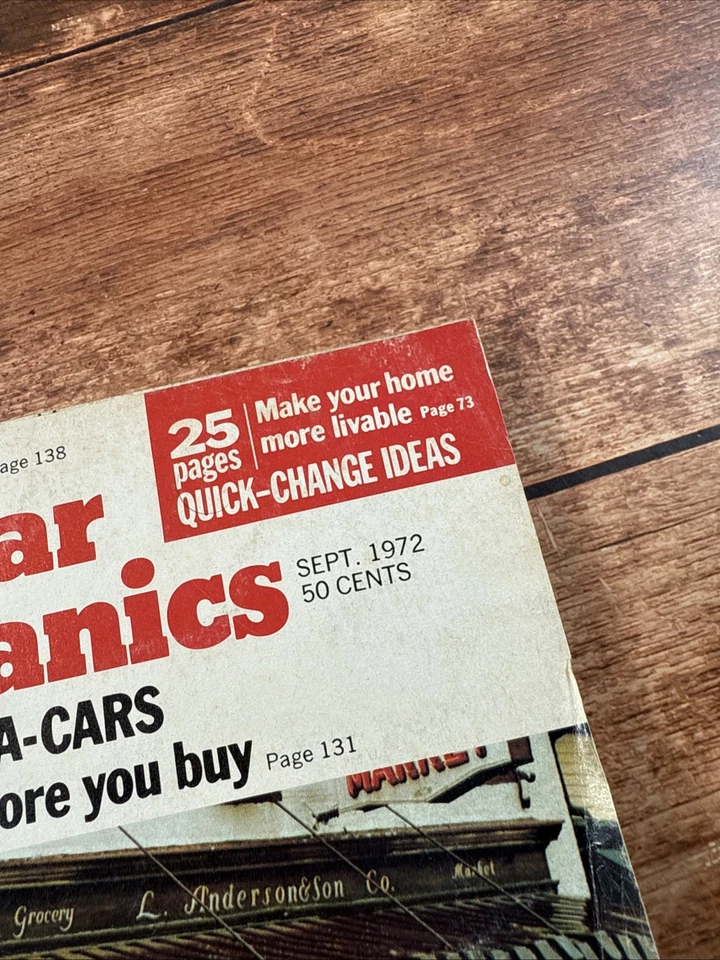 25 pages
Make your home
more livable Page 73
QUICK-CHANGE IDEAS
age 138
ar
anics
SEPT. 1972
50 CENTS
A-CARS
ore you buy Page 131
MARKET
Grocery L. Anderson&Son Co. Market